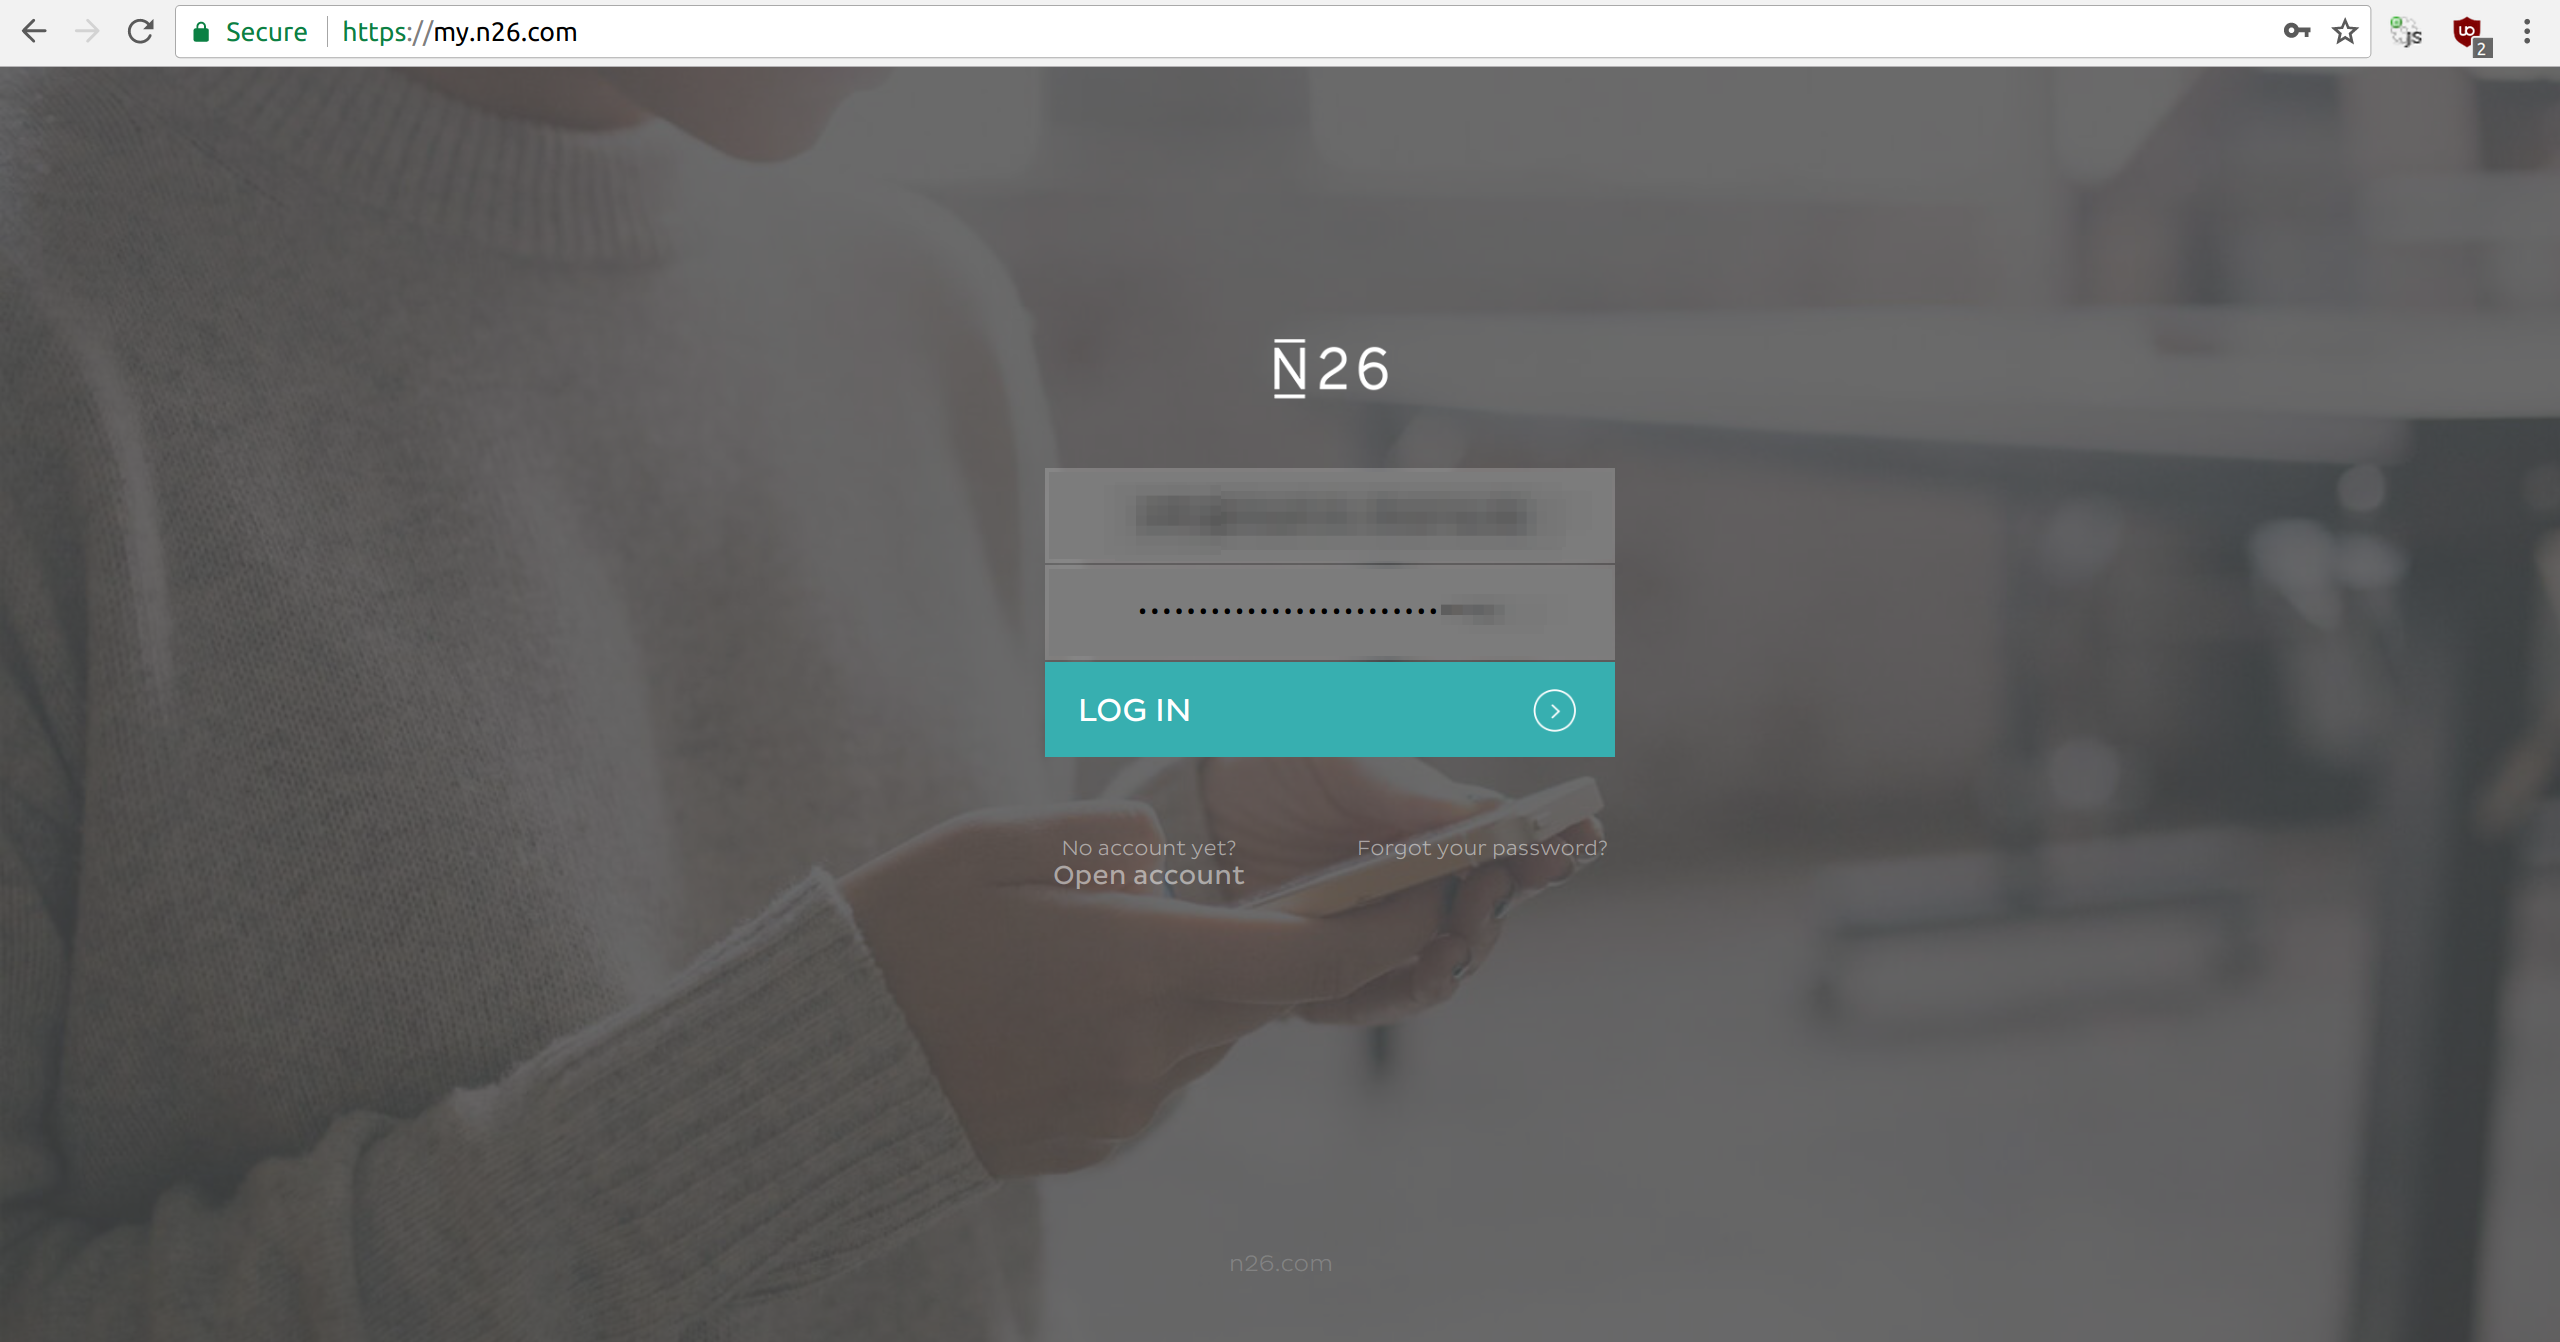 Secure https://my.n26.com
JS
2
N26
LOG IN
No account yet? Forgot your password?
Open account
n26.com